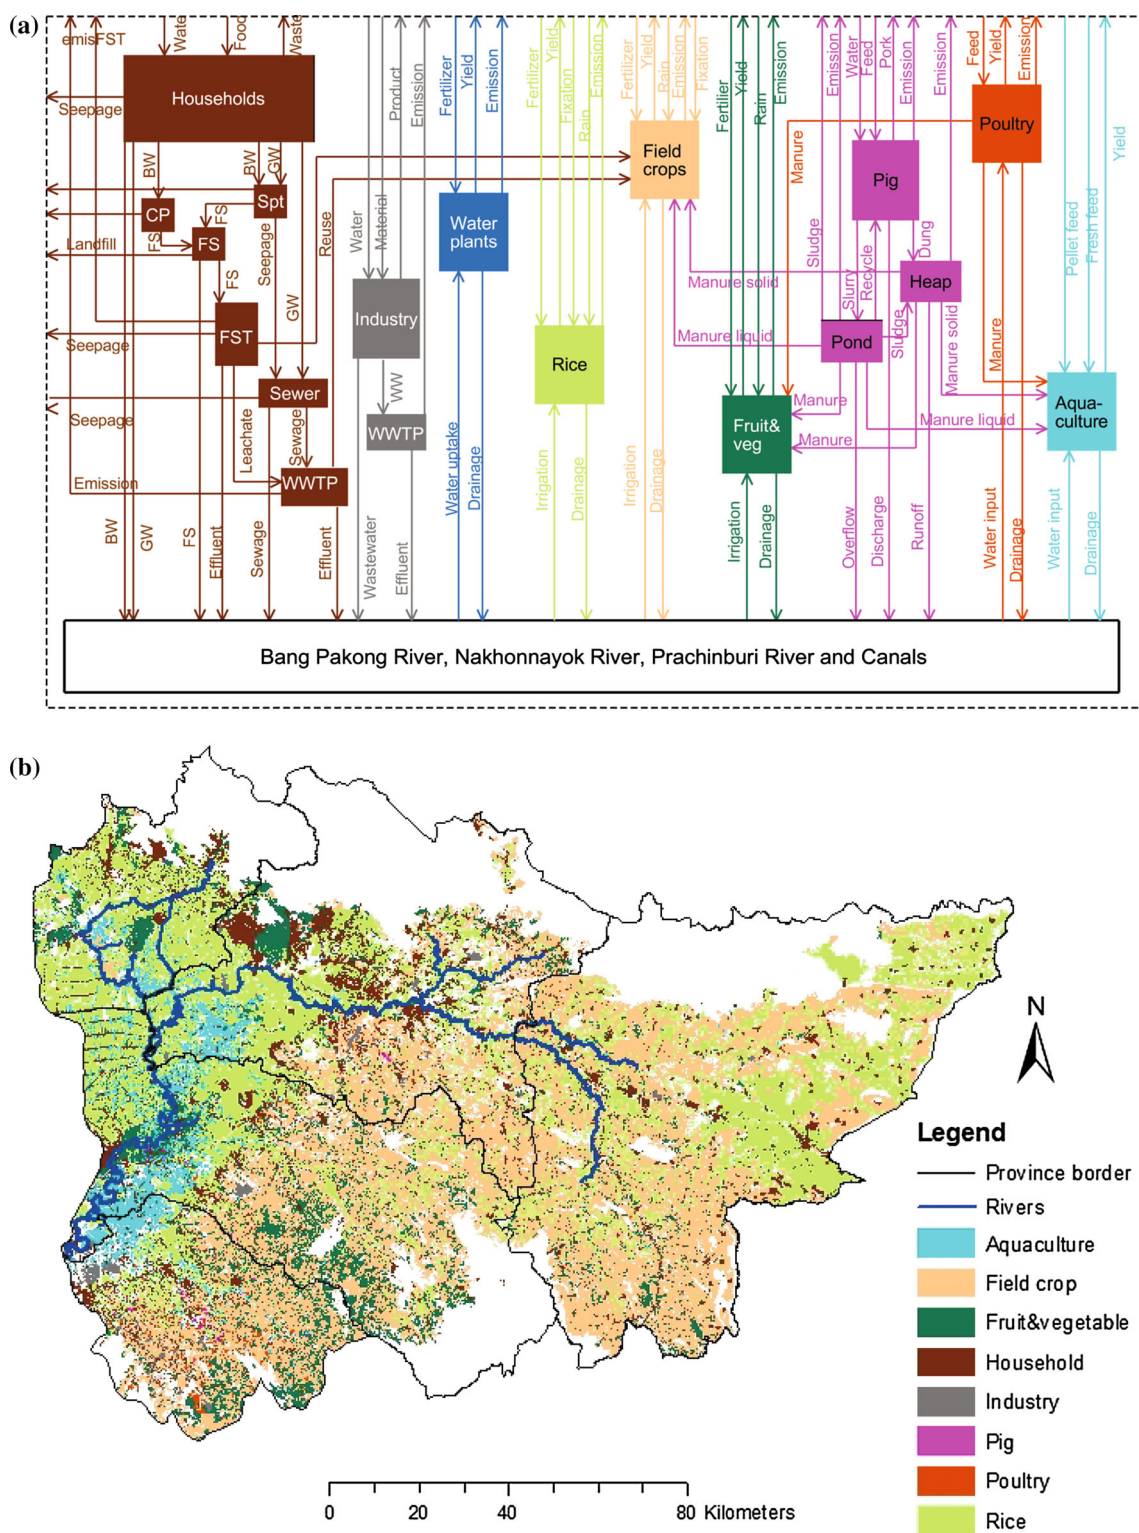 (a)
emisFST
Water
Food
Waste
Households
Seepage
BW
BW
GW
CP
Spt
FS
FS
FS
Landfill
FS
Seepage
GW
Reuse
FST
Seepage
Sewer
Seepage
Leachate
Sewage
WWTP
Emission
BW
GW
FS
Effluent
Sewage
Effluent
Product
Emission
Water
Material
Industry
WW
WWTP
Wastewater
Effluent
Fertilizer
Yield
Emission
Water
plants
Water uptake
Drainage
Fertilizer
Yield
Fixation
Rain
Emission
Rice
Irrigation
Drainage
Fertilizer
Yield
Rain
Emission
Fixation
Field
crops
Irrigation
Drainage
Fertilier
Yield
Rain
Emission
Manure
Fruit&
veg
Irrigation
Drainage
Emission
Water
Feed
Pork
Emission
Emission
Pig
Sludge
Slurry
Recycle
Dung
Heap
Manure solid
Manure liquid
Pond
Sludge
Manure solid
Manure
Manure
Manure liquid
Overflow
Discharge
Runoff
Feed
Yield
Emission
Poultry
Manure
Water input
Drainage
Pellet feed
Fresh feed
Yield
Aqua-
culture
Water input
Drainage
Bang Pakong River, Nakhonnayok River, Prachinburi River and Canals
(b)
N
Legend
Province border
Rivers
Aquaculture
Field crop
Fruit&vegetable
Household
Industry
Pig
Poultry
Rice
0 20 40 80 Kilometers